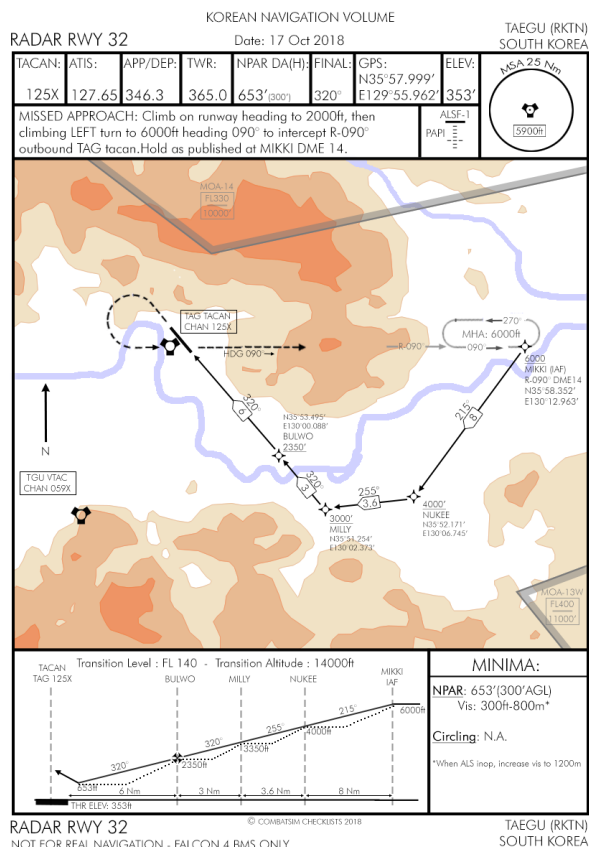 KOREAN NAVIGATION VOLUME
RADAR RWY 32
Date: 17 Oct 2018
TAEGU (RKTN)
SOUTH KOREA
TACAN: 125X
ATIS: 127.65
APP/DEP: 346.3
TWR: 365.0
NPAR DA(H): 653'(300')
FINAL: 320°
GPS: N35°57.999' E129°55.962'
ELEV: 353'
MSA 25 Nm
5900ft
MISSED APPROACH: Climb on runway heading to 2000ft, then
climbing LEFT turn to 6000ft heading 090° to intercept R-090°
outbound TAG tacan.Hold as published at MIKKI DME 14.
ALSF-1
PAPI
MOA-14
FL330
10000'
TAG TACAN
CHAN 125X
HDG 090°
R-090°
270°
MHA: 6000ft
090°
6000
MIKKI (IAF)
R-090° DME14
N35°58.352'
E130°12.963'
320°
6
215°
8
N35°53.495'
E130°00.088'
BULWO
2350'
N
TGU VTAC
CHAN 059X
320°
3
255°
3.6
3000'
MILLY
N35°51.254'
E130°02.373'
4000'
NUKEE
N35°52.171'
E130°06.745'
MOA-13W
FL400
11000'
Transition Level : FL 140 - Transition Altitude : 14000ft
TACAN
TAG 125X
BULWO
MILLY
NUKEE
MIKKI
IAF
6000ft
215°
4000ft
255°
3350ft
320°
2350ft
320°
653ft
6 Nm
3 Nm
3.6 Nm
8 Nm
THR ELEV: 353ft
MINIMA:
NPAR: 653'(300'AGL)
Vis: 300ft-800m*
Circling: N.A.
*When ALS inop, increase vis to 1200m
© COMBATSIM CHECKLISTS 2018
RADAR RWY 32
NOT FOR REAL NAVIGATION - FALCON 4 BMS ONLY
TAEGU (RKTN)
SOUTH KOREA